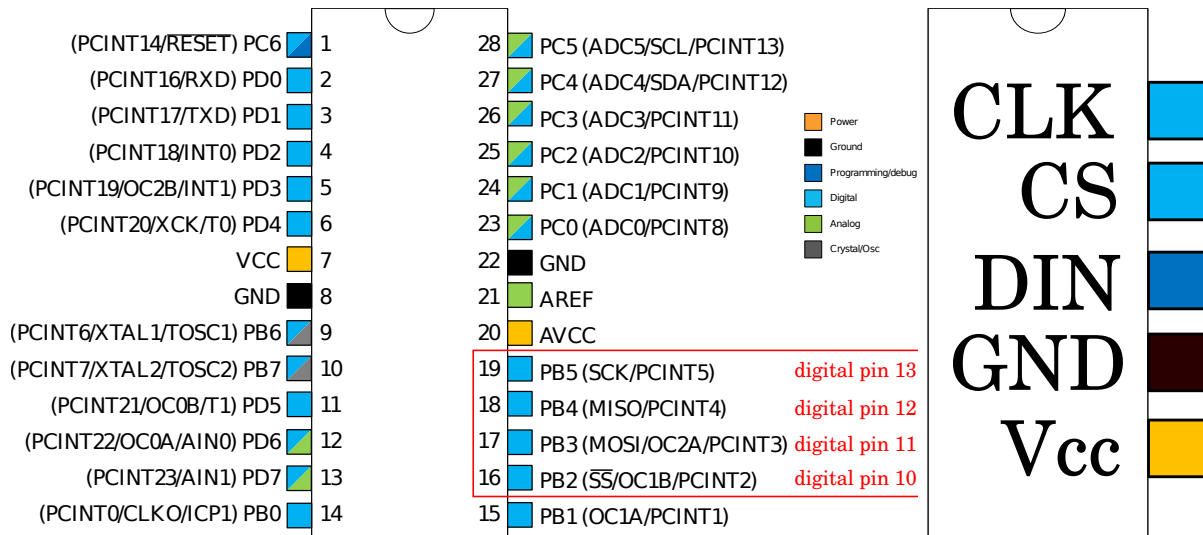 (PCINT14/RESET) PC6 1
(PCINT16/RXD) PD0 2
(PCINT17/TXD) PD1 3
(PCINT18/INT0) PD2 4
(PCINT19/OC2B/INT1) PD3 5
(PCINT20/XCK/T0) PD4 6
VCC 7
GND 8
(PCINT6/XTAL1/TOSC1) PB6 9
(PCINT7/XTAL2/TOSC2) PB7 10
(PCINT21/OC0B/T1) PD5 11
(PCINT22/OC0A/AIN0) PD6 12
(PCINT23/AIN1) PD7 13
(PCINT0/CLKO/ICP1) PB0 14
28 PC5 (ADC5/SCL/PCINT13)
27 PC4 (ADC4/SDA/PCINT12)
26 PC3 (ADC3/PCINT11)
25 PC2 (ADC2/PCINT10)
24 PC1 (ADC1/PCINT9)
23 PC0 (ADC0/PCINT8)
22 GND
21 AREF
20 AVCC
19 PB5 (SCK/PCINT5) digital pin 13
18 PB4 (MISO/PCINT4) digital pin 12
17 PB3 (MOSI/OC2A/PCINT3) digital pin 11
16 PB2 (SS/OC1B/PCINT2) digital pin 10
15 PB1 (OC1A/PCINT1)
Power
Ground
Programming/debug
Digital
Analog
Crystal/Osc
CLK
CS
DIN
GND
Vcc